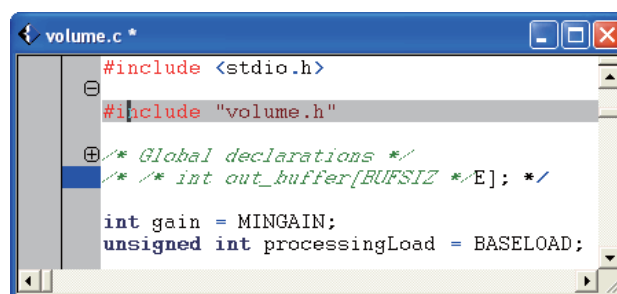 volume.c *
#include <stdio.h>
#include "volume.h"
/* Global declarations */
/* /* int out_buffer[BUFSIZ */E]; */
int gain = MINGAIN;
unsigned int processingLoad = BASELOAD;